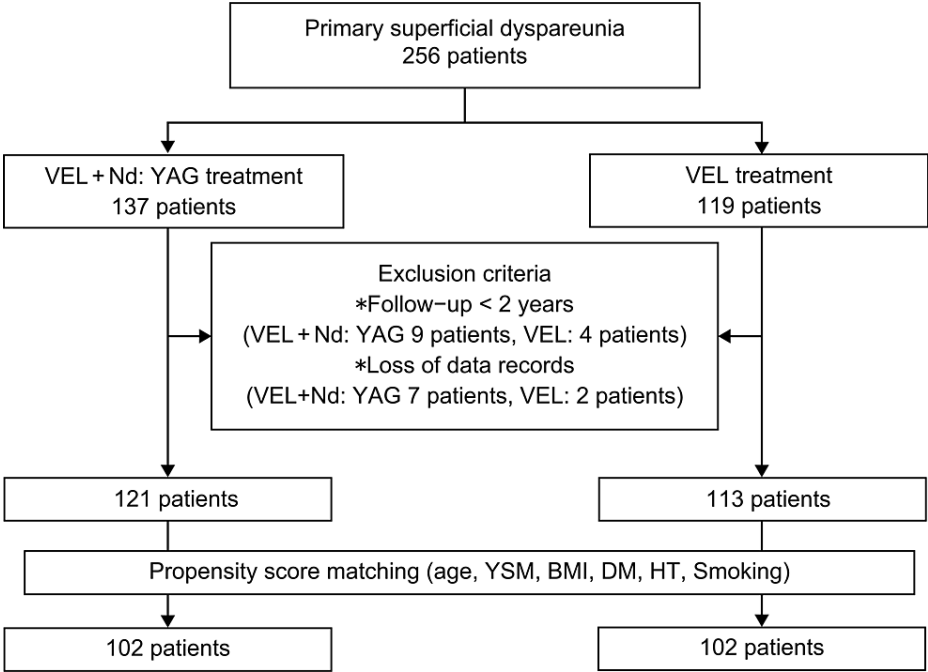 Primary superficial dyspareunia
256 patients
VEL + Nd: YAG treatment
137 patients
VEL treatment
119 patients
Exclusion criteria
*Follow−up < 2 years
(VEL + Nd: YAG 9 patients, VEL: 4 patients)
*Loss of data records
(VEL+Nd: YAG 7 patients, VEL: 2 patients)
121 patients
113 patients
Propensity score matching (age, YSM, BMI, DM, HT, Smoking)
102 patients
102 patients